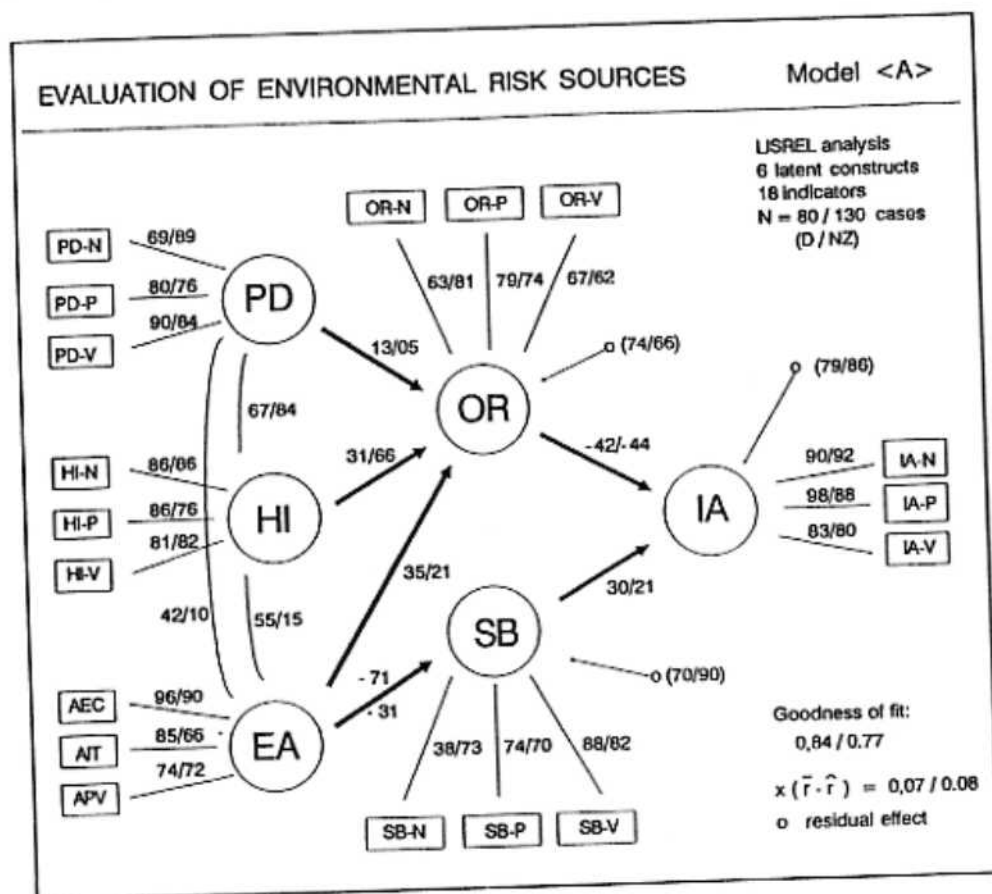 EVALUATION OF ENVIRONMENTAL RISK SOURCES Model <A>
LISREL analysis
6 latent constructs
18 indicators
N = 80 / 130 cases
(D / NZ)
OR-N OR-P OR-V
63/81 79/74 67/62
PD-N 69/89
PD-P 80/76
PD-V 90/84
PD
13/05
OR
(74/66)
(79/86)
67/84
HI-N 86/86
HI-P 86/76
HI-V 81/82
HI
31/66
-42/-44
IA
90/92 IA-N
98/88 IA-P
83/80 IA-V
42/10 55/15
35/21
30/21
SB
(70/90)
AEC 96/90
AIT 85/66
APV 74/72
EA
- 71
- 31
38/73 74/70 88/82
SB-N SB-P SB-V
Goodness of fit:
0,84 / 0.77
x ( r̄ - r̂ ) = 0,07 / 0.08
o residual effect